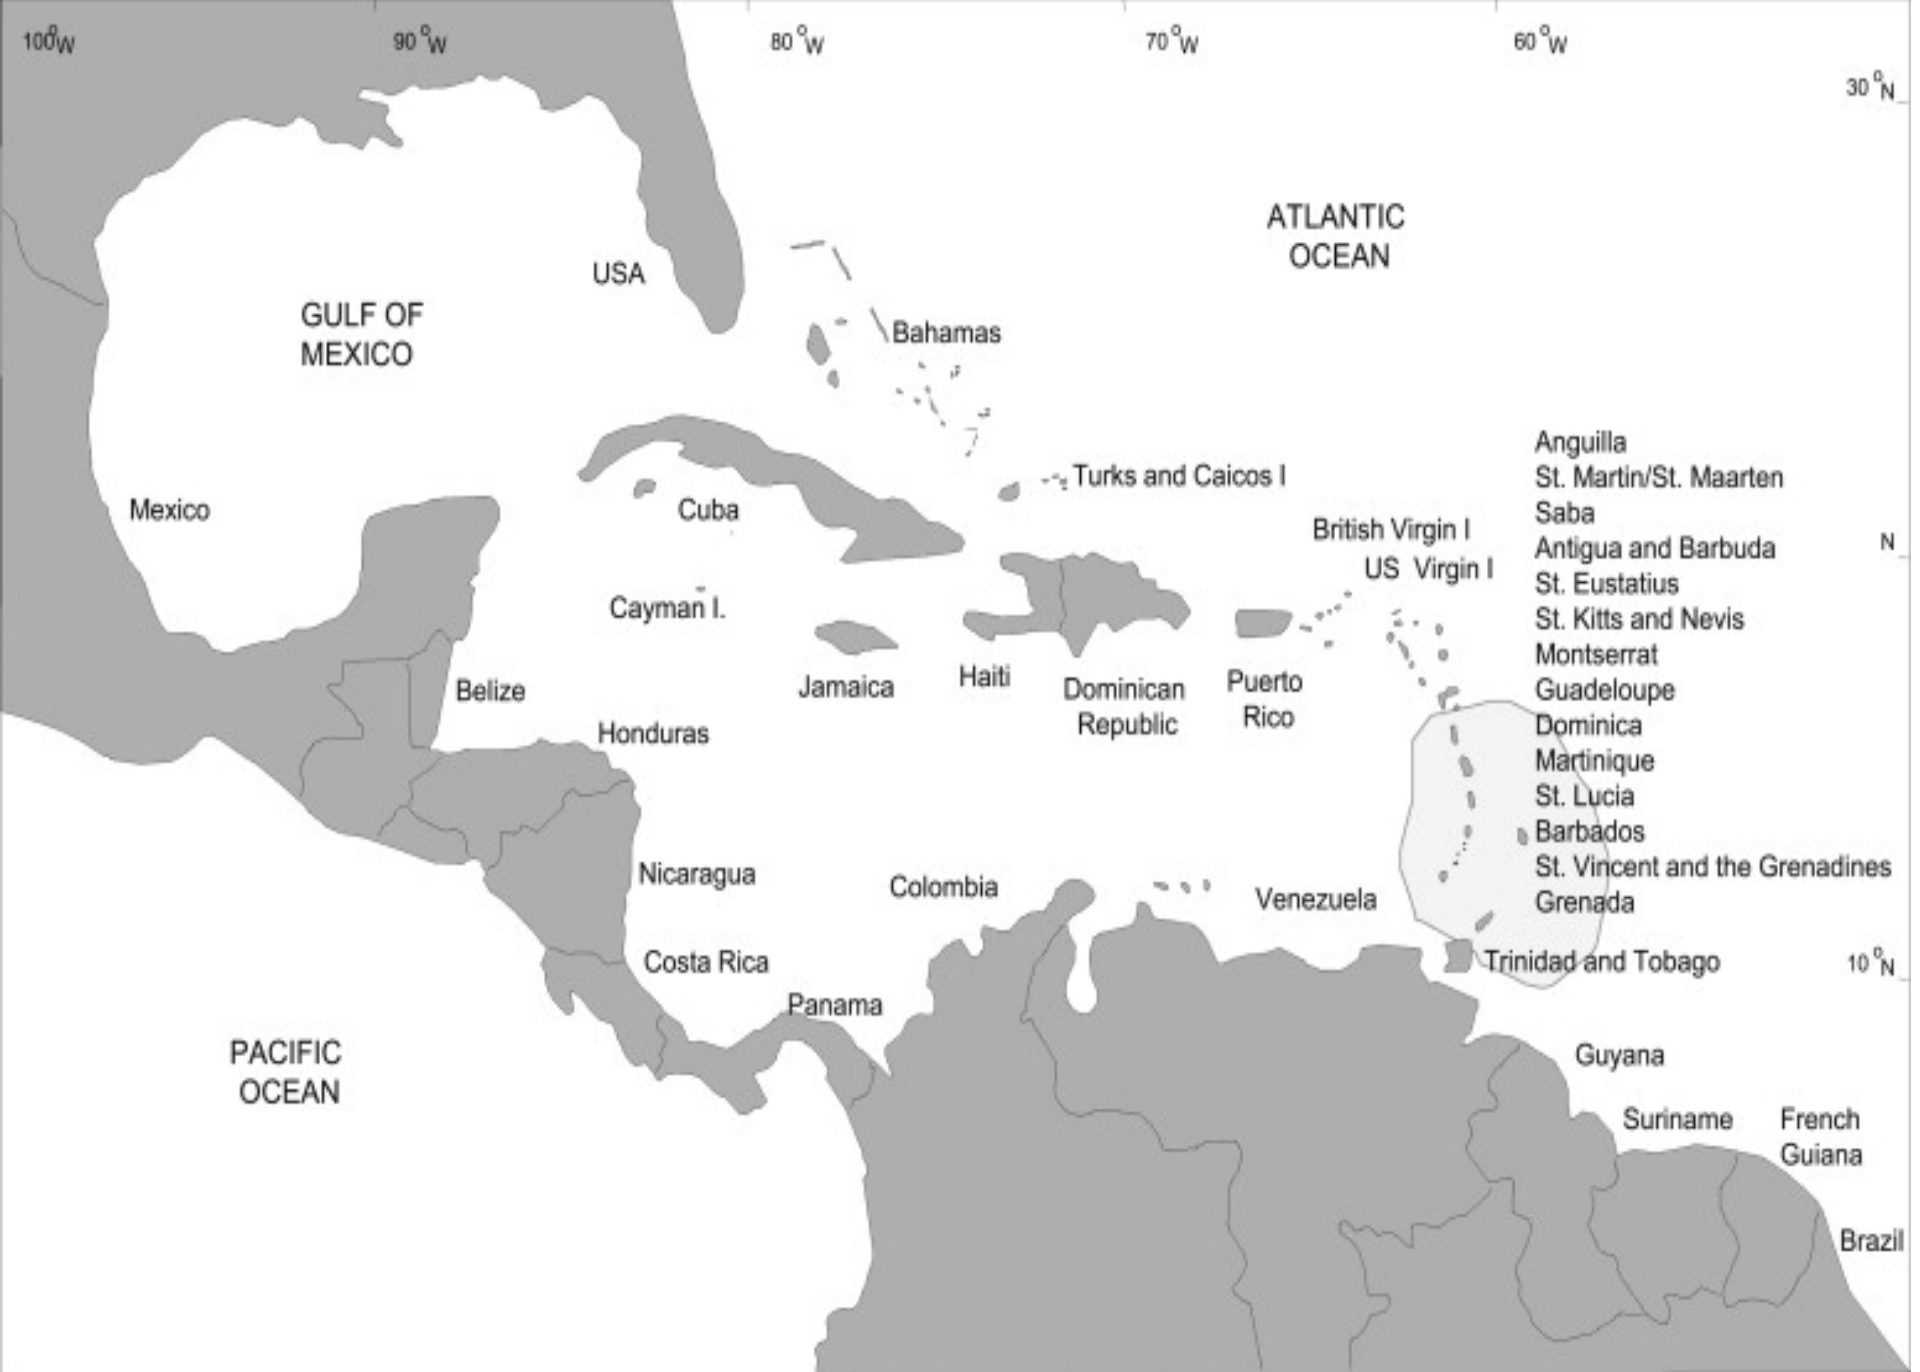 100°W
90°W
80°W
70°W
60°W
30°N
ATLANTIC
OCEAN
USA
GULF OF
MEXICO
Bahamas
Anguilla
St. Martin/St. Maarten
Saba
Antigua and Barbuda
St. Eustatius
St. Kitts and Nevis
Montserrat
Guadeloupe
Dominica
Martinique
St. Lucia
Barbados
St. Vincent and the Grenadines
Grenada
Trinidad and Tobago
Turks and Caicos I
Mexico
Cuba
British Virgin I
US Virgin I
N
Cayman I.
Jamaica
Haiti
Dominican
Republic
Puerto
Rico
Belize
Honduras
Nicaragua
Colombia
Venezuela
Costa Rica
10°N
Panama
PACIFIC
OCEAN
Guyana
Suriname
French
Guiana
Brazil